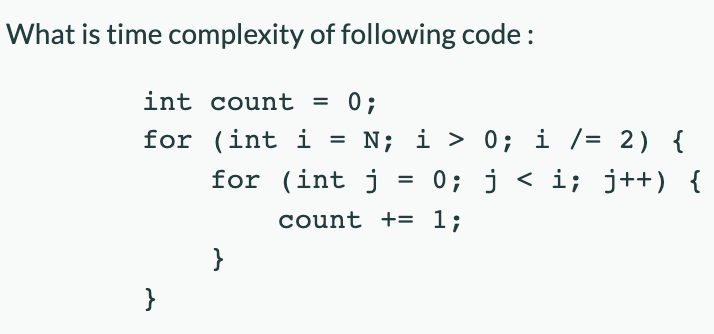 What is time complexity of following code :
int count = 0;
for (int i = N; i > 0; i /= 2) {
for (int j = 0; j < i; j++) {
count += 1;
}
}